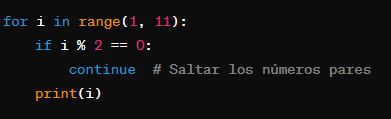 for i in range(1, 11):
    if i % 2 == 0:
        continue  # Saltar los números pares
    print(i)